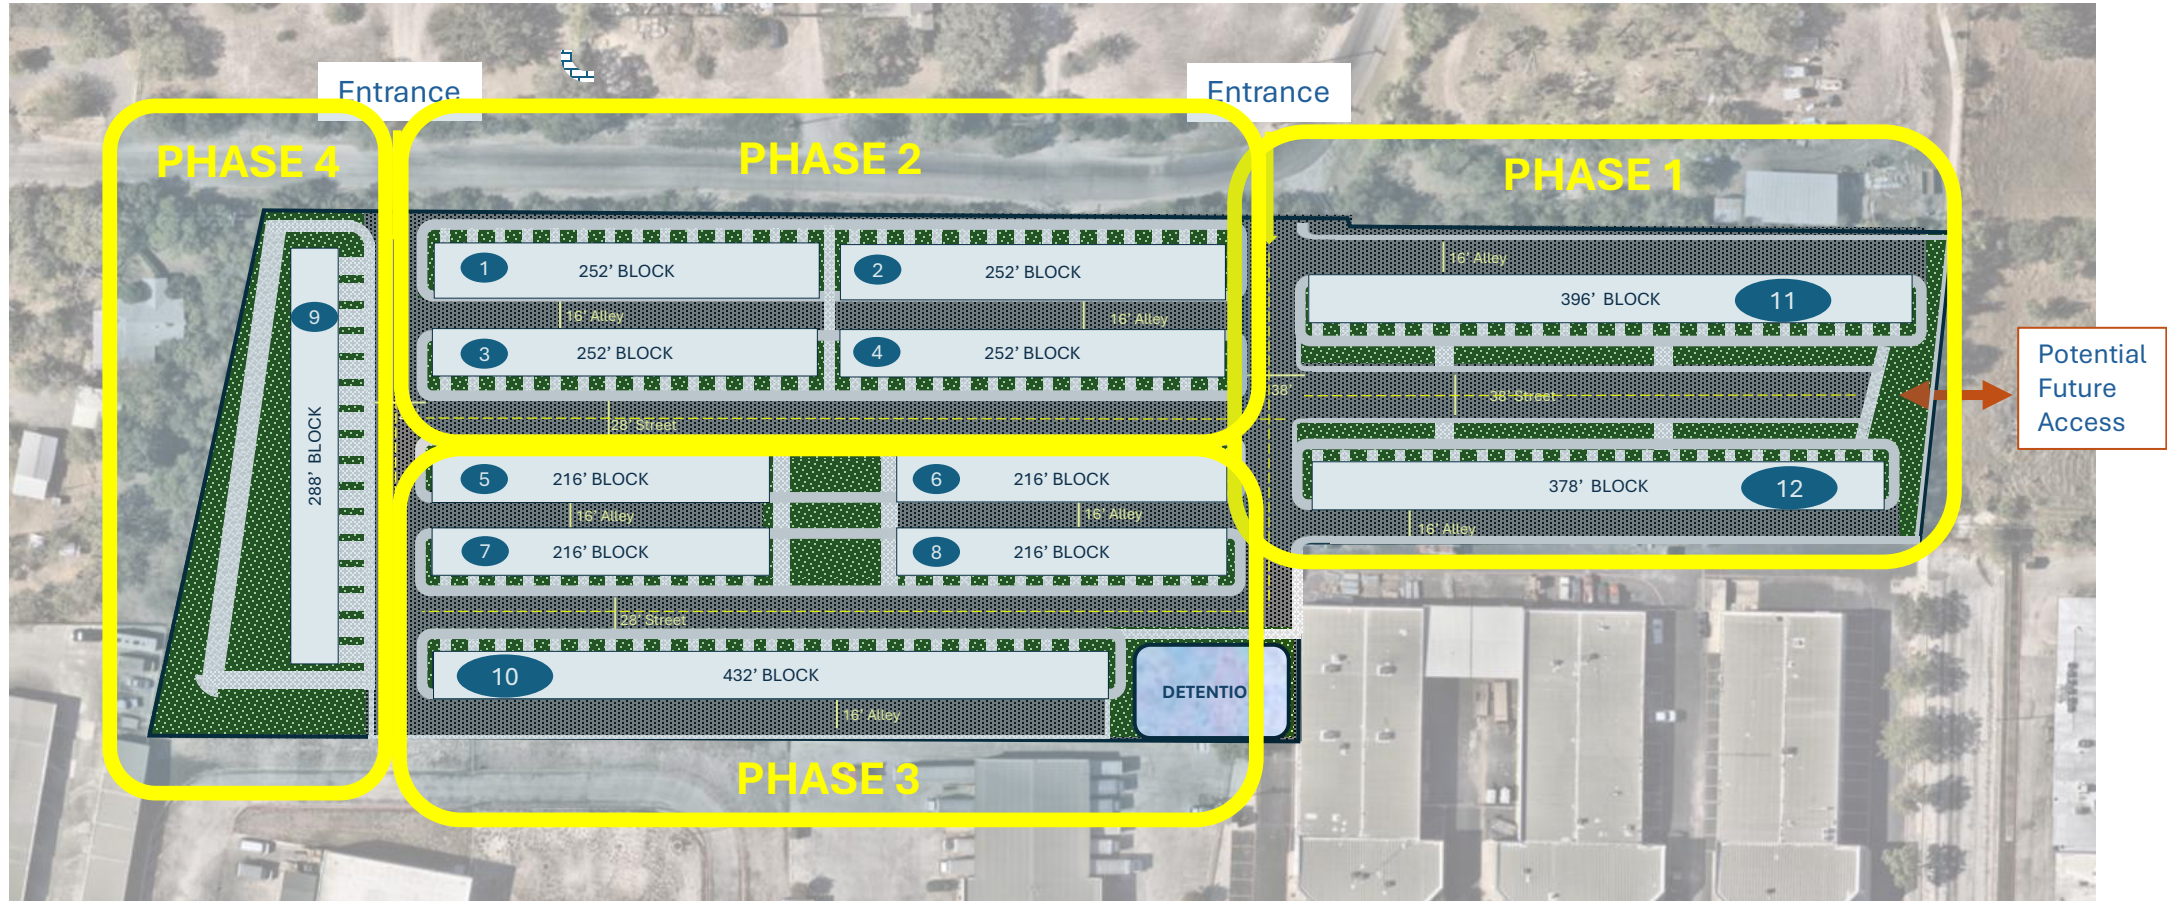 Entrance
Entrance
PHASE 4
PHASE 2
PHASE 1
1
252’ BLOCK
2
252’ BLOCK
16’ Alley
396’ BLOCK
11
9
288’ BLOCK
16’ Alley
16’ Alley
3
252’ BLOCK
4
252’ BLOCK
38’
38’ Street
28’ Street
Potential
Future
Access
5
216’ BLOCK
6
216’ BLOCK
378’ BLOCK
12
16’ Alley
16’ Alley
16’ Alley
7
216’ BLOCK
8
216’ BLOCK
28’ Street
10
432’ BLOCK
DETENTIO
16’ Alley
PHASE 3